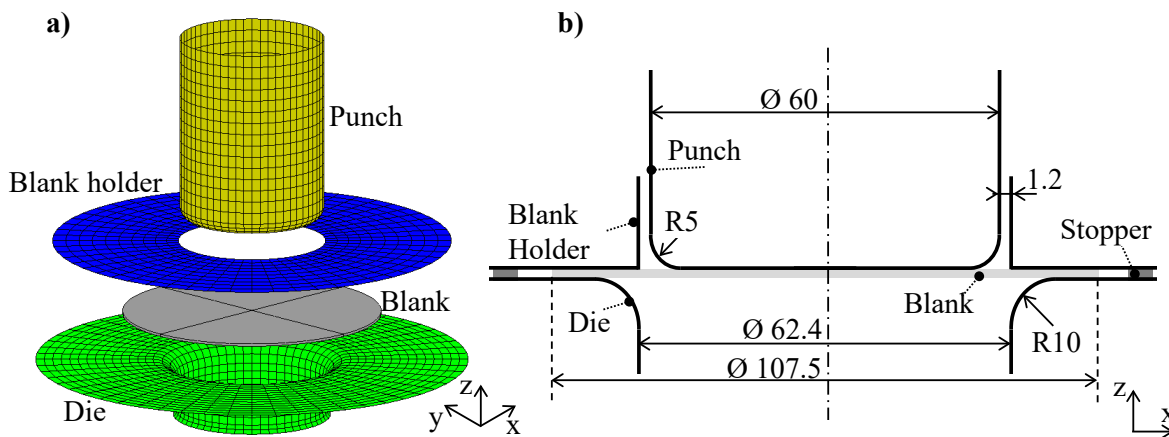 a)
Punch
Blank holder
Blank
Die
z
y
x
b)
Ø 60
Punch
1.2
Blank
Holder
R5
Stopper
Die
Blank
Ø 62.4
R10
Ø 107.5
z
x